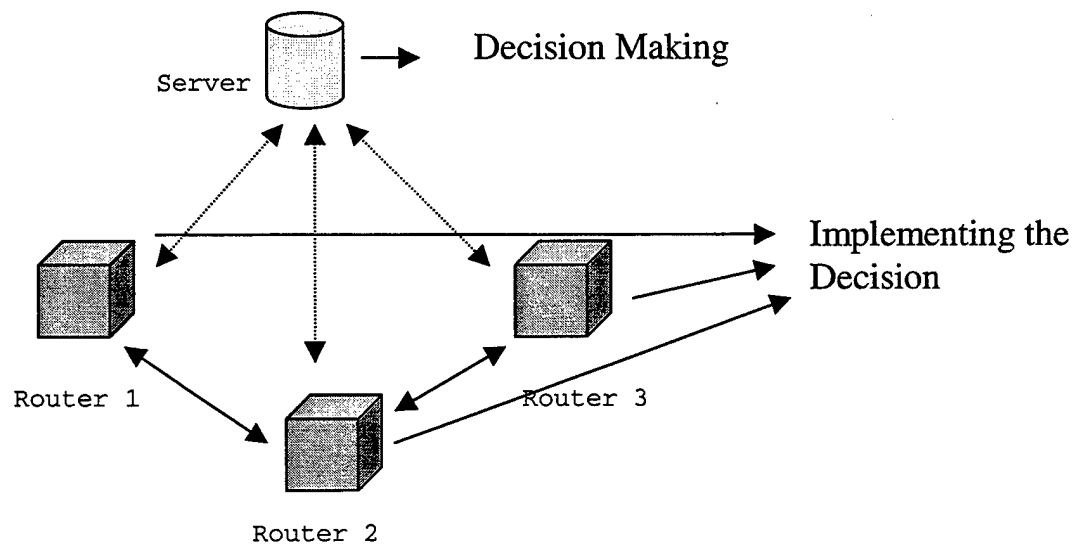 Decision Making
Server
Implementing the
Decision
Router 1
Router 3
Router 2